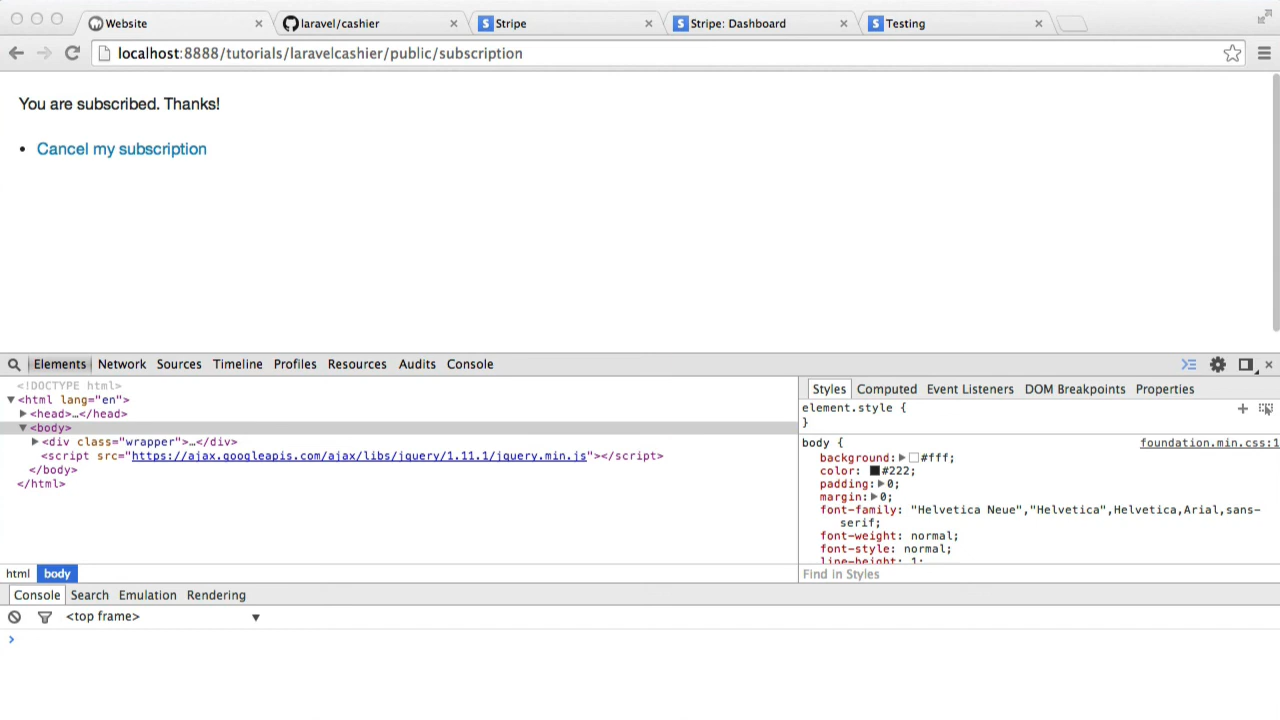 Website
laravel/cashier
Stripe
Stripe: Dashboard
Testing
localhost:8888/tutorials/laravelcashier/public/subscription
You are subscribed. Thanks!
• Cancel my subscription
Elements Network Sources Timeline Profiles Resources Audits Console
<!DOCTYPE html>
▼<html lang="en">
▶<head>…</head>
▼<body>
▶<div class="wrapper">…</div>
<script src="https://ajax.googleapis.com/ajax/libs/jquery/1.11.1/jquery.min.js"></script>
</body>
</html>
html body
Styles Computed Event Listeners DOM Breakpoints Properties
element.style {
}
body { foundation.min.css:1
background:▶#fff;
color: #222;
padding:▶0;
margin:▶0;
font-family: "Helvetica Neue","Helvetica",Helvetica,Arial,sans-
serif;
font-weight: normal;
font-style: normal;
line-height: 1;
Find in Styles
Console Search Emulation Rendering
<top frame> ▼